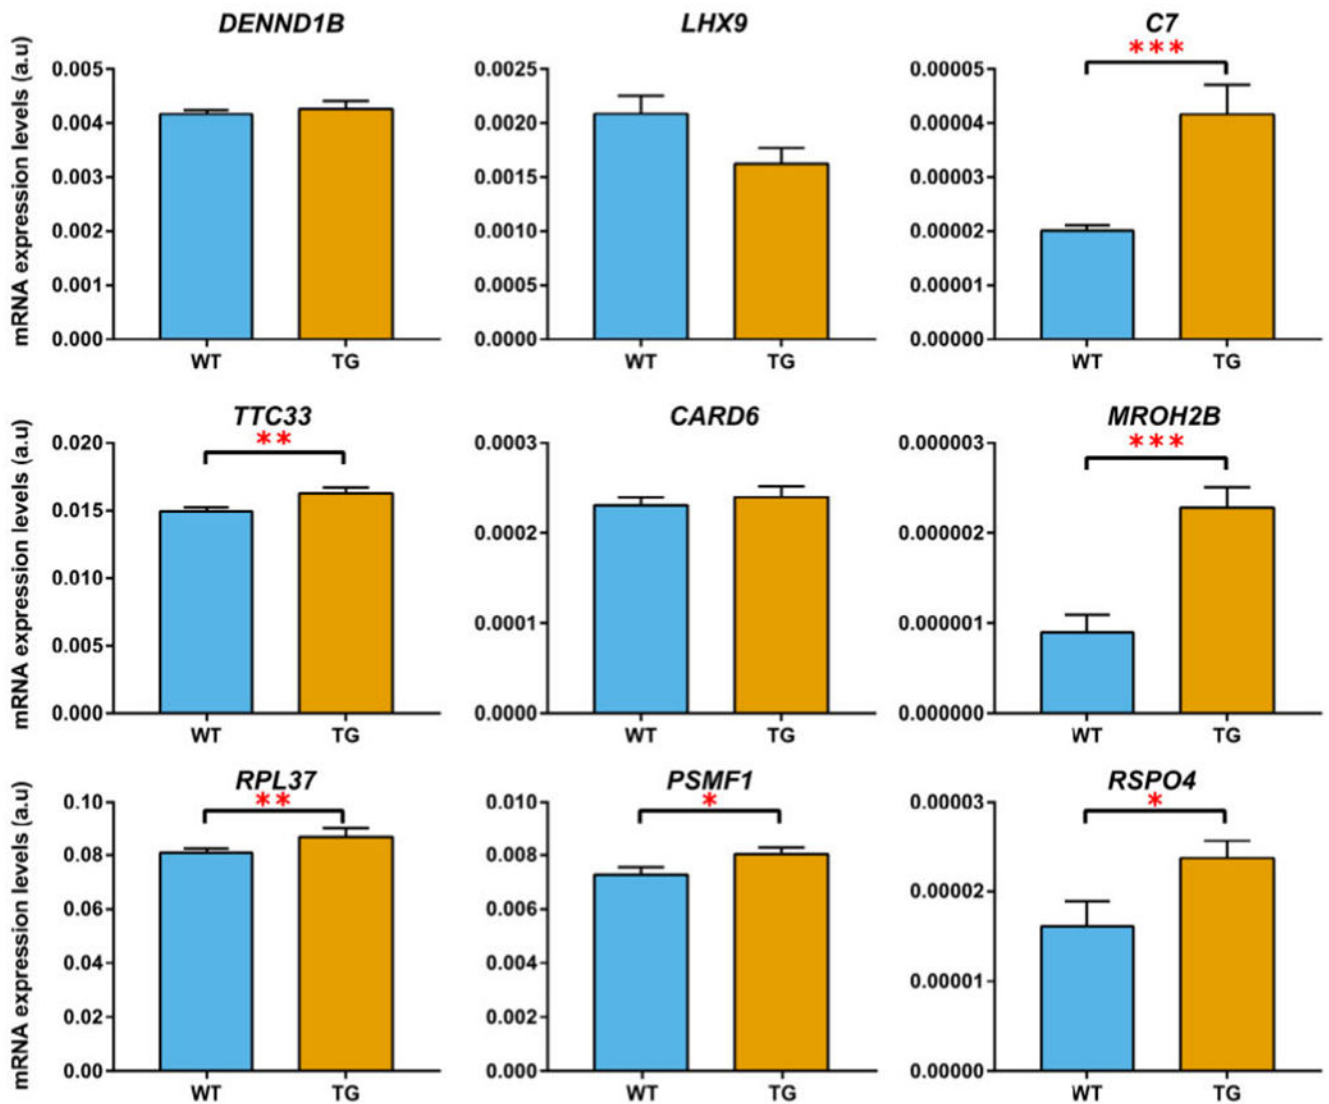 DENND1B
LHX9
C7
***
mRNA expression levels (a.u)
0.005
0.004
0.003
0.002
0.001
0.000
WT
TG
0.0025
0.0020
0.0015
0.0010
0.0005
0.0000
WT
TG
0.00005
0.00004
0.00003
0.00002
0.00001
0.00000
WT
TG
TTC33
**
CARD6
MROH2B
***
mRNA expression levels (a.u)
0.020
0.015
0.010
0.005
0.000
WT
TG
0.0003
0.0002
0.0001
0.0000
WT
TG
0.000003
0.000002
0.000001
0.000000
WT
TG
RPL37
**
PSMF1
*
RSPO4
*
mRNA expression levels (a.u)
0.10
0.08
0.06
0.04
0.02
0.00
WT
TG
0.010
0.008
0.006
0.004
0.002
0.000
WT
TG
0.00003
0.00002
0.00001
0.00000
WT
TG